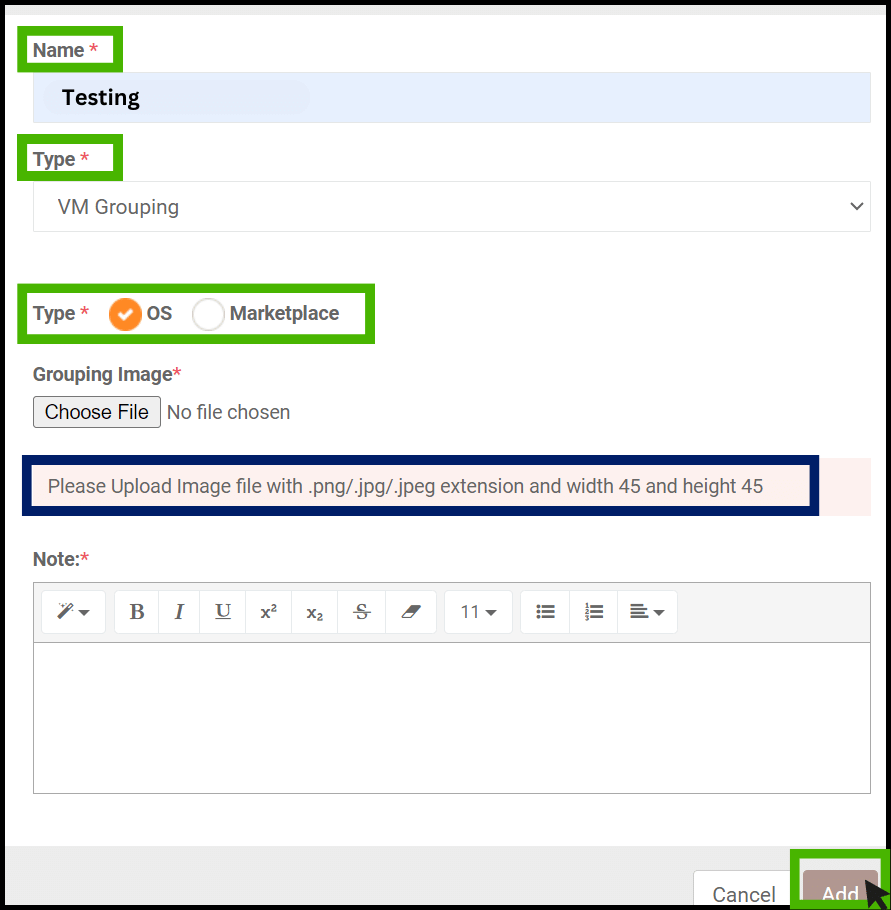 Name *
Testing
Type *
VM Grouping
Type * OS Marketplace
Grouping Image*
Choose File No file chosen
Please Upload Image file with .png/.jpg/.jpeg extension and width 45 and height 45
Note:*
B I U x² x₂ S 11
Cancel Add